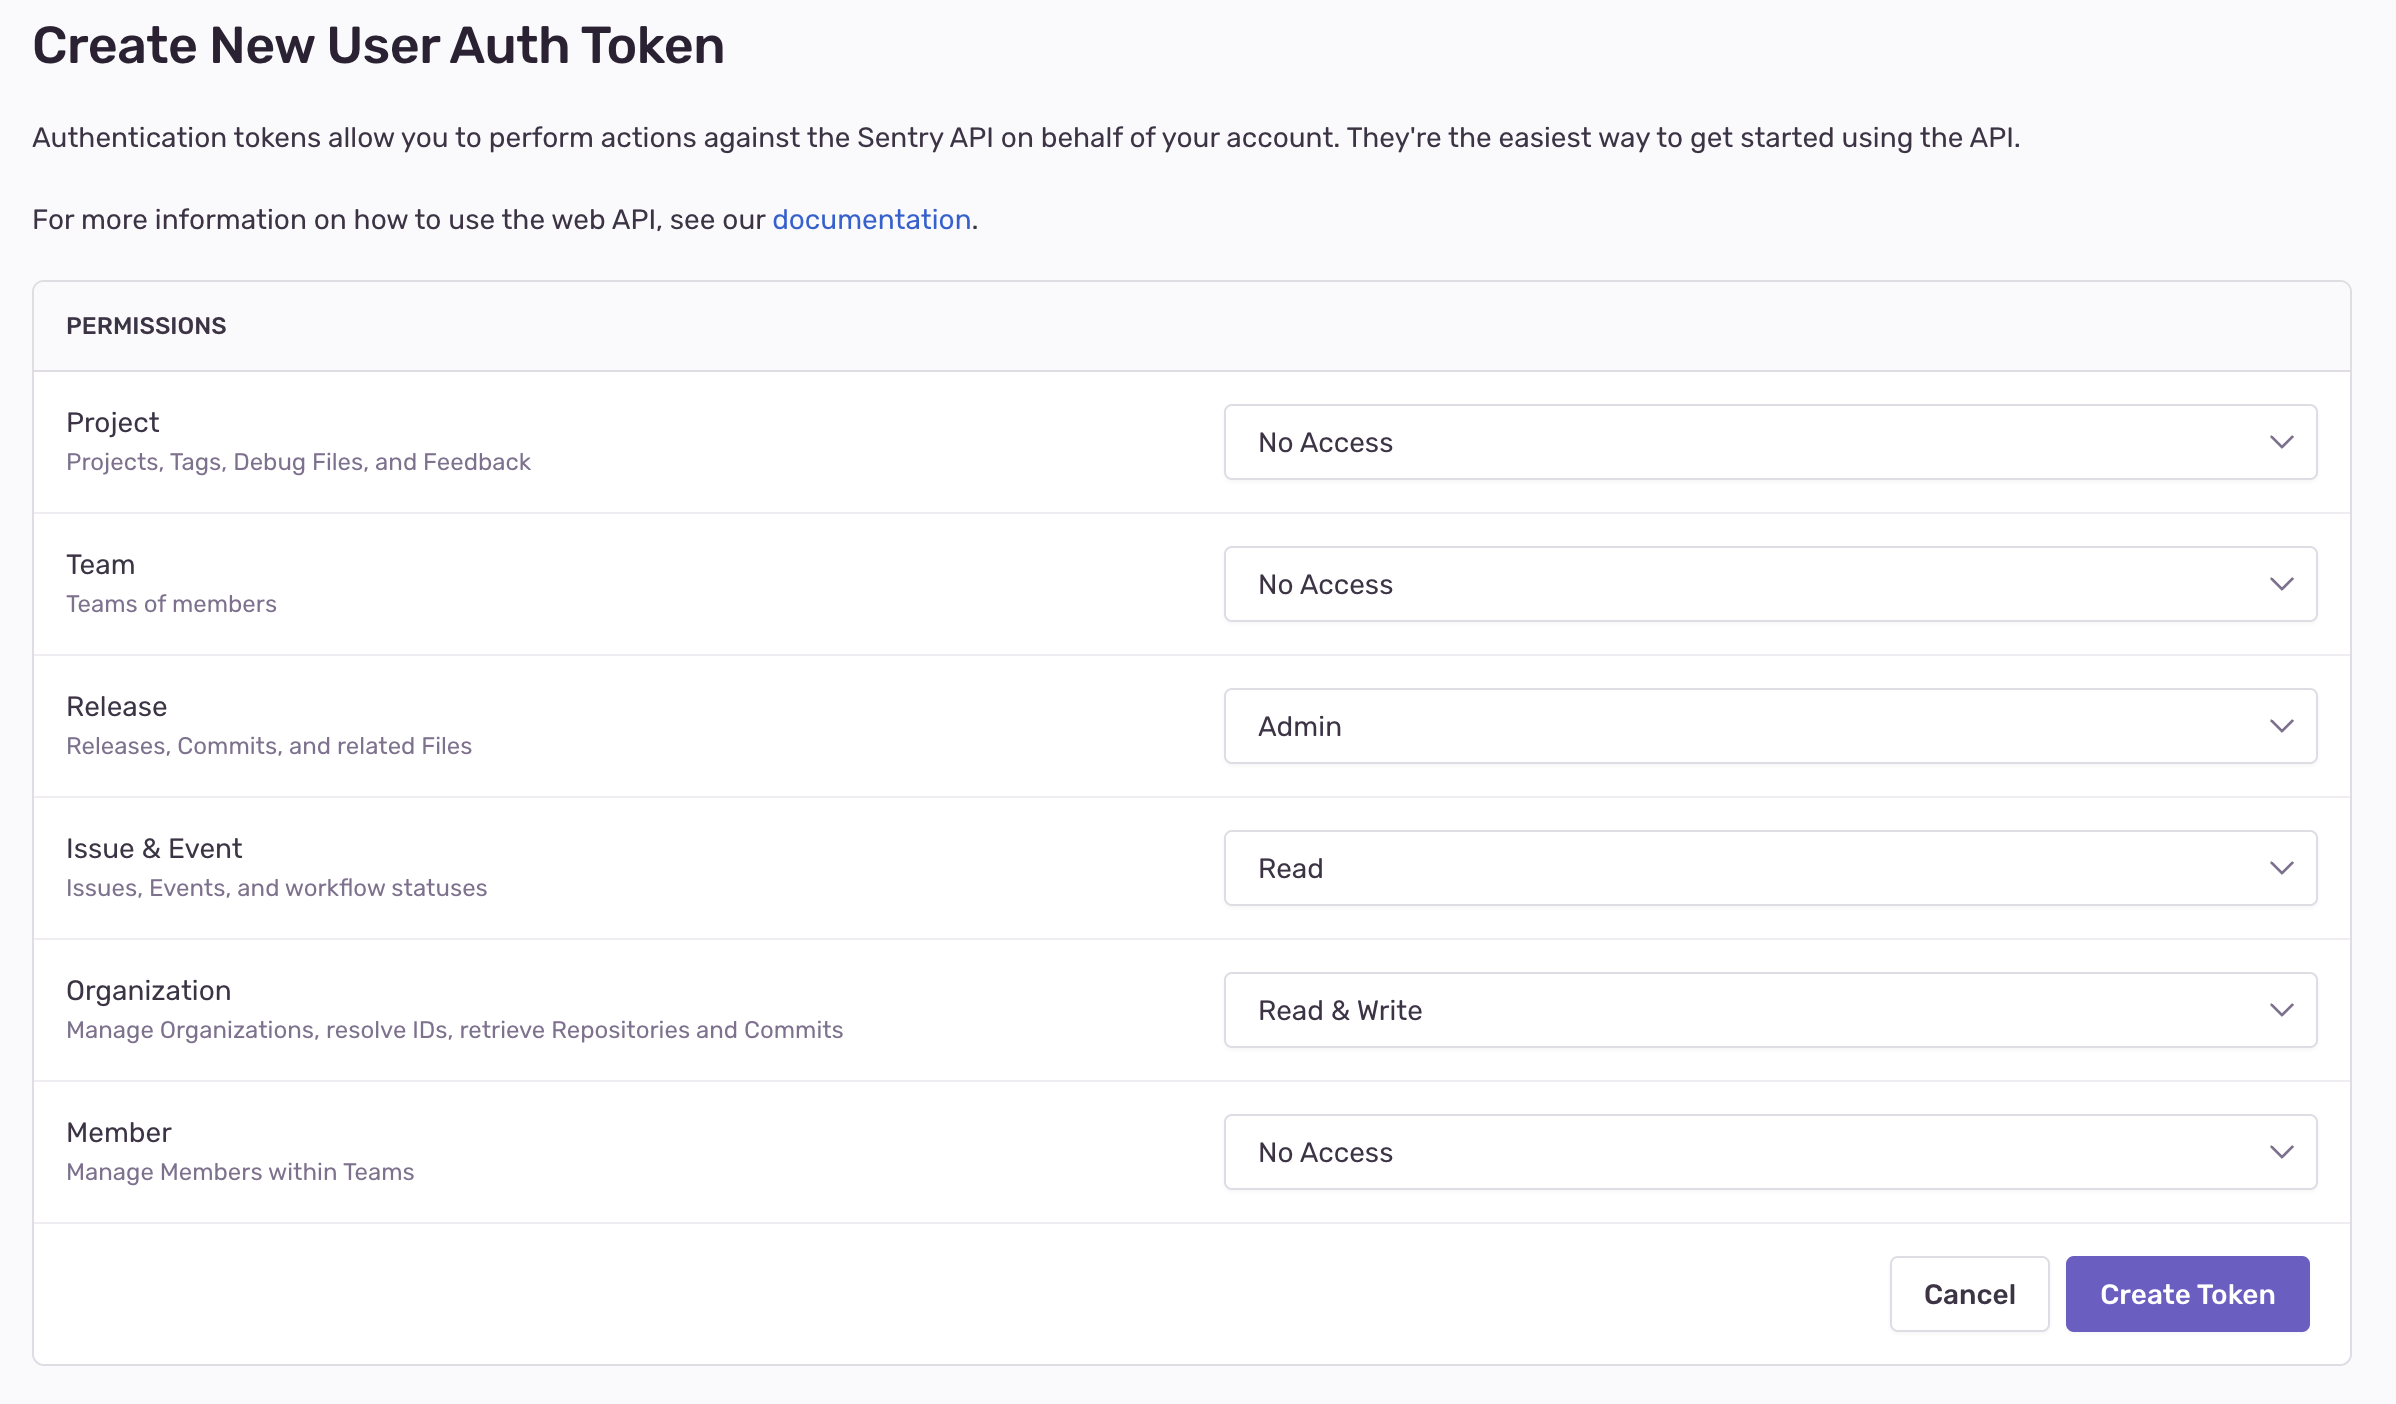 Create New User Auth Token
Authentication tokens allow you to perform actions against the Sentry API on behalf of your account. They're the easiest way to get started using the API.
For more information on how to use the web API, see our documentation.
PERMISSIONS
Project
Projects, Tags, Debug Files, and Feedback
No Access
Team
Teams of members
No Access
Release
Releases, Commits, and related Files
Admin
Issue & Event
Issues, Events, and workflow statuses
Read
Organization
Manage Organizations, resolve IDs, retrieve Repositories and Commits
Read & Write
Member
Manage Members within Teams
No Access
Cancel
Create Token